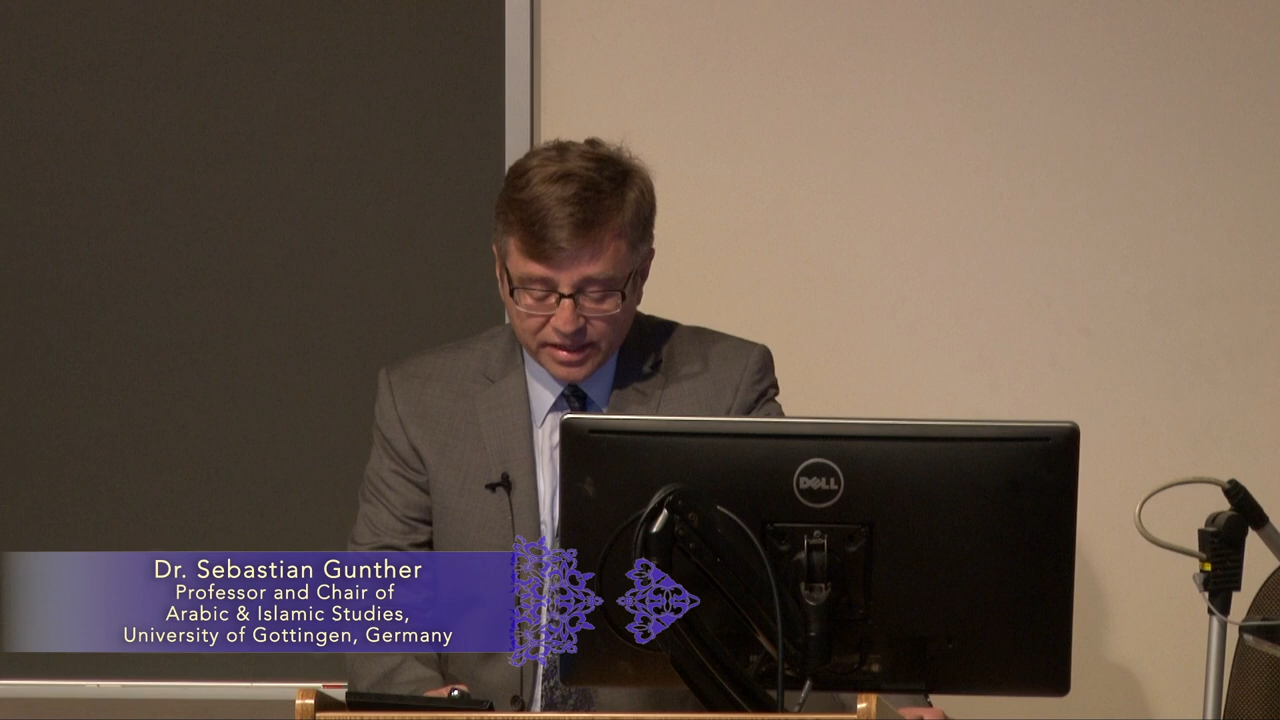 DELL
Dr. Sebastian Gunther
Professor and Chair of
Arabic & Islamic Studies,
University of Gottingen, Germany